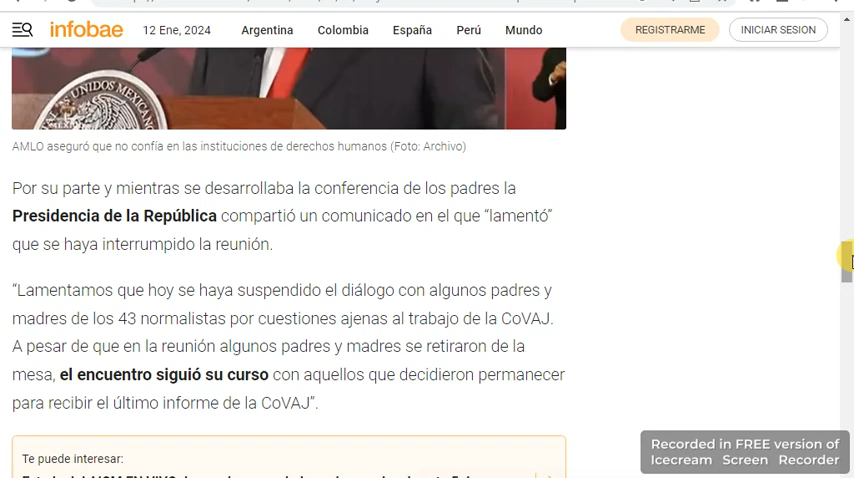 infobae 12 Ene, 2024 Argentina Colombia España Perú Mundo REGISTRARME INICIAR SESION
UNIDOS MEXICANOS
AMLO aseguró que no confía en las instituciones de derechos humanos (Foto: Archivo)
Por su parte y mientras se desarrollaba la conferencia de los padres la
Presidencia de la República compartió un comunicado en el que “lamentó”
que se haya interrumpido la reunión.
“Lamentamos que hoy se haya suspendido el diálogo con algunos padres y
madres de los 43 normalistas por cuestiones ajenas al trabajo de la CoVAJ.
A pesar de que en la reunión algunos padres y madres se retiraron de la
mesa, el encuentro siguió su curso con aquellos que decidieron permanecer
para recibir el último informe de la CoVAJ”.
Te puede interesar:
Recorded in FREE version of
Icecream Screen Recorder